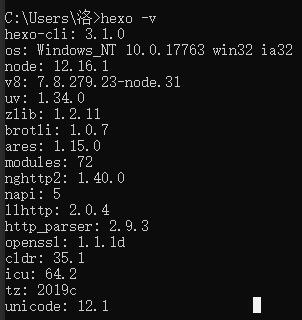 C:\Users\洛>hexo -v
hexo-cli: 3.1.0
os: Windows_NT 10.0.17763 win32 ia32
node: 12.16.1
v8: 7.8.279.23-node.31
uv: 1.34.0
zlib: 1.2.11
brotli: 1.0.7
ares: 1.15.0
modules: 72
nghttp2: 1.40.0
napi: 5
llhttp: 2.0.4
http_parser: 2.9.3
openssl: 1.1.1d
cldr: 35.1
icu: 64.2
tz: 2019c
unicode: 12.1